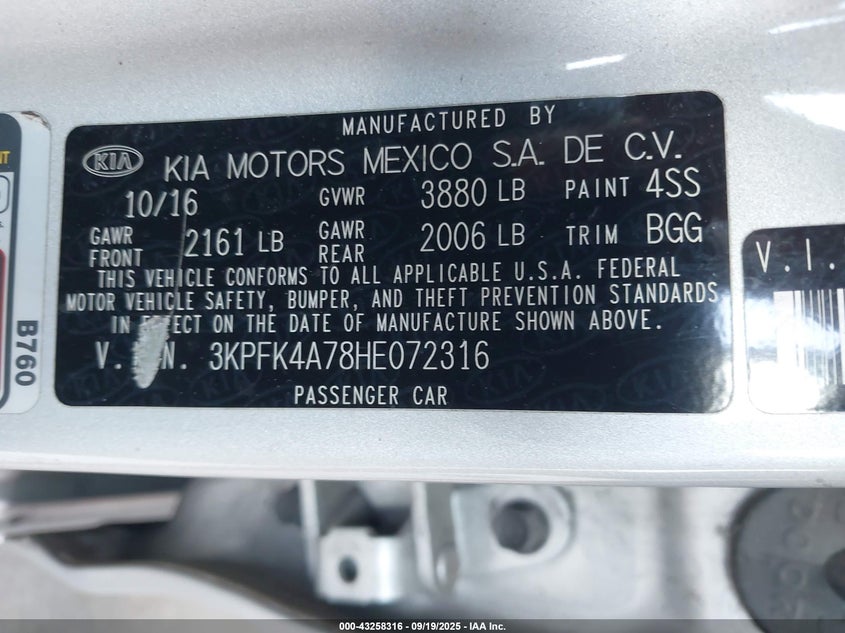 MANUFACTURED BY
KIA KIA MOTORS MEXICO S.A. DE C.V.
10/16 GVWR 3880 LB PAINT 4SS
GAWR FRONT 2161 LB GAWR REAR 2006 LB TRIM BGG
THIS VEHICLE CONFORMS TO ALL APPLICABLE U.S.A. FEDERAL
MOTOR VEHICLE SAFETY, BUMPER, AND THEFT PREVENTION STANDARDS
IN EFFECT ON THE DATE OF MANUFACTURE SHOWN ABOVE.
V. N. 3KPFK4A78HE072316
PASSENGER CAR
B760
V.I.
000-43258316 - 09/19/2025 - IAA Inc.